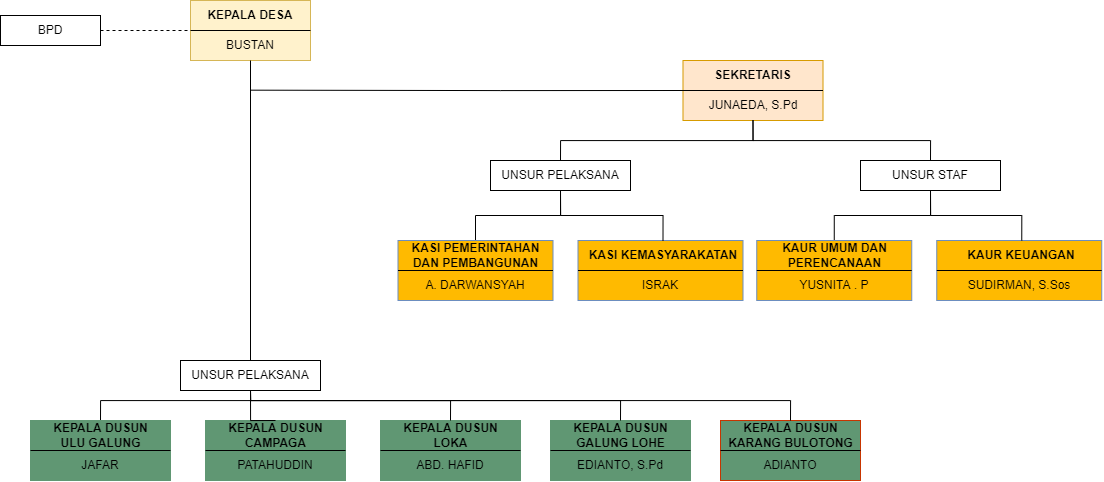 KEPALA DESA
BPD
BUSTAN
SEKRETARIS
JUNAEDA, S.Pd
UNSUR PELAKSANA
UNSUR STAF
KASI PEMERINTAHAN
DAN PEMBANGUNAN
A. DARWANSYAH
KASI KEMASYARAKATAN
ISRAK
KAUR UMUM DAN
PERENCANAAN
YUSNITA . P
KAUR KEUANGAN
SUDIRMAN, S.Sos
UNSUR PELAKSANA
KEPALA DUSUN
ULU GALUNG
JAFAR
KEPALA DUSUN
CAMPAGA
PATAHUDDIN
KEPALA DUSUN
LOKA
ABD. HAFID
KEPALA DUSUN
GALUNG LOHE
EDIANTO, S.Pd
KEPALA DUSUN
KARANG BULOTONG
ADIANTO